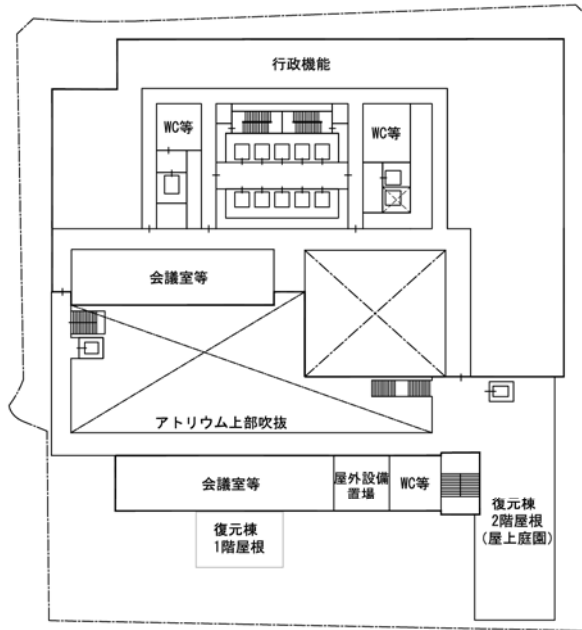 行政機能
WC等
WC等
会議室等
アトリウム上部吹抜
会議室等
屋外設備
置場
WC等
復元棟
1階屋根
復元棟
2階屋根
(屋上庭園)